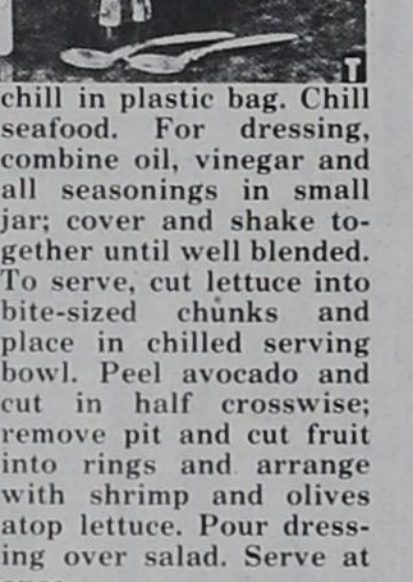 T
chill in plastic bag. Chill
seafood. For dressing,
combine oil, vinegar and
all seasonings in small
jar; cover and shake to-
gether until well blended.
To serve, cut lettuce into
bite-sized chunks and
place in chilled serving
bowl. Peel avocado and
cut in half crosswise;
remove pit and cut fruit
into rings and arrange
with shrimp and olives
atop lettuce. Pour dress-
ing over salad. Serve at